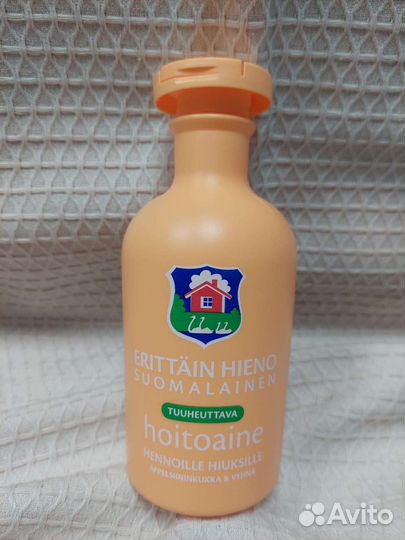 ERITTÄIN HIENO
SUOMALAINEN
TUUHEUTTAVA
hoitoaine
HENNOILLE HIUKSILLE
APPELSIININKUKKA & VEHNÄ
Avito